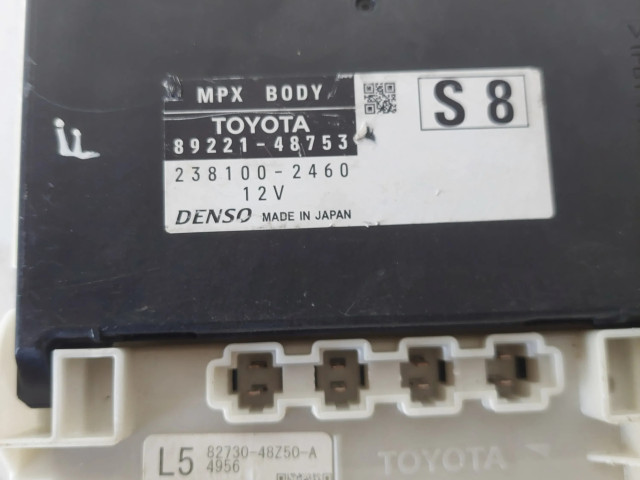 MPX BODY
TOYOTA
89221-48753
238100-2460
12V
DENSO MADE IN JAPAN
S8
L5 82730-48Z50-A
4956
TOYOTA